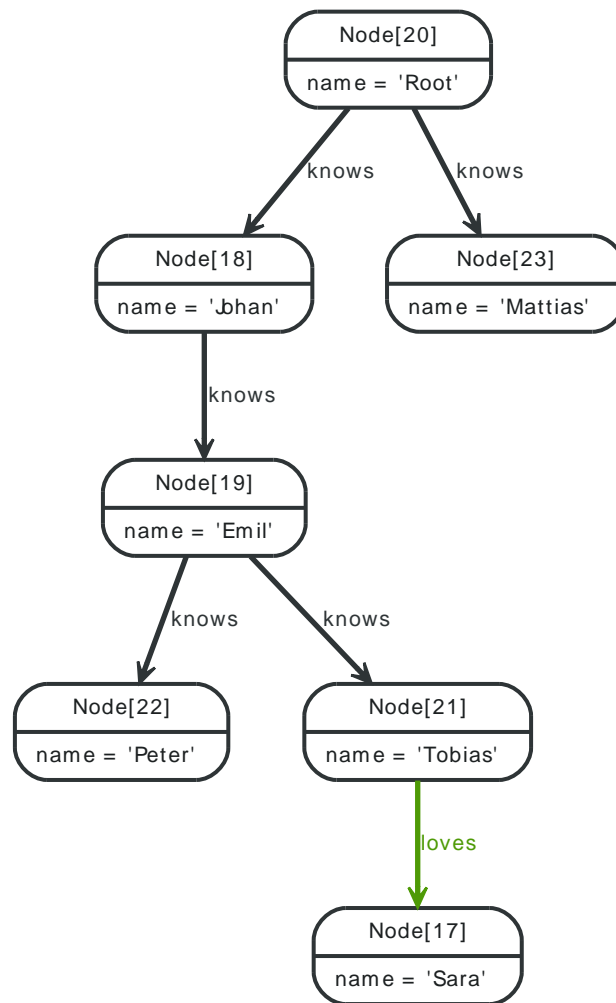 Node[20]
name = 'Root'
knows
knows
Node[18]
name = 'Johan'
Node[23]
name = 'Mattias'
knows
Node[19]
name = 'Emil'
knows
knows
Node[22]
name = 'Peter'
Node[21]
name = 'Tobias'
loves
Node[17]
name = 'Sara'